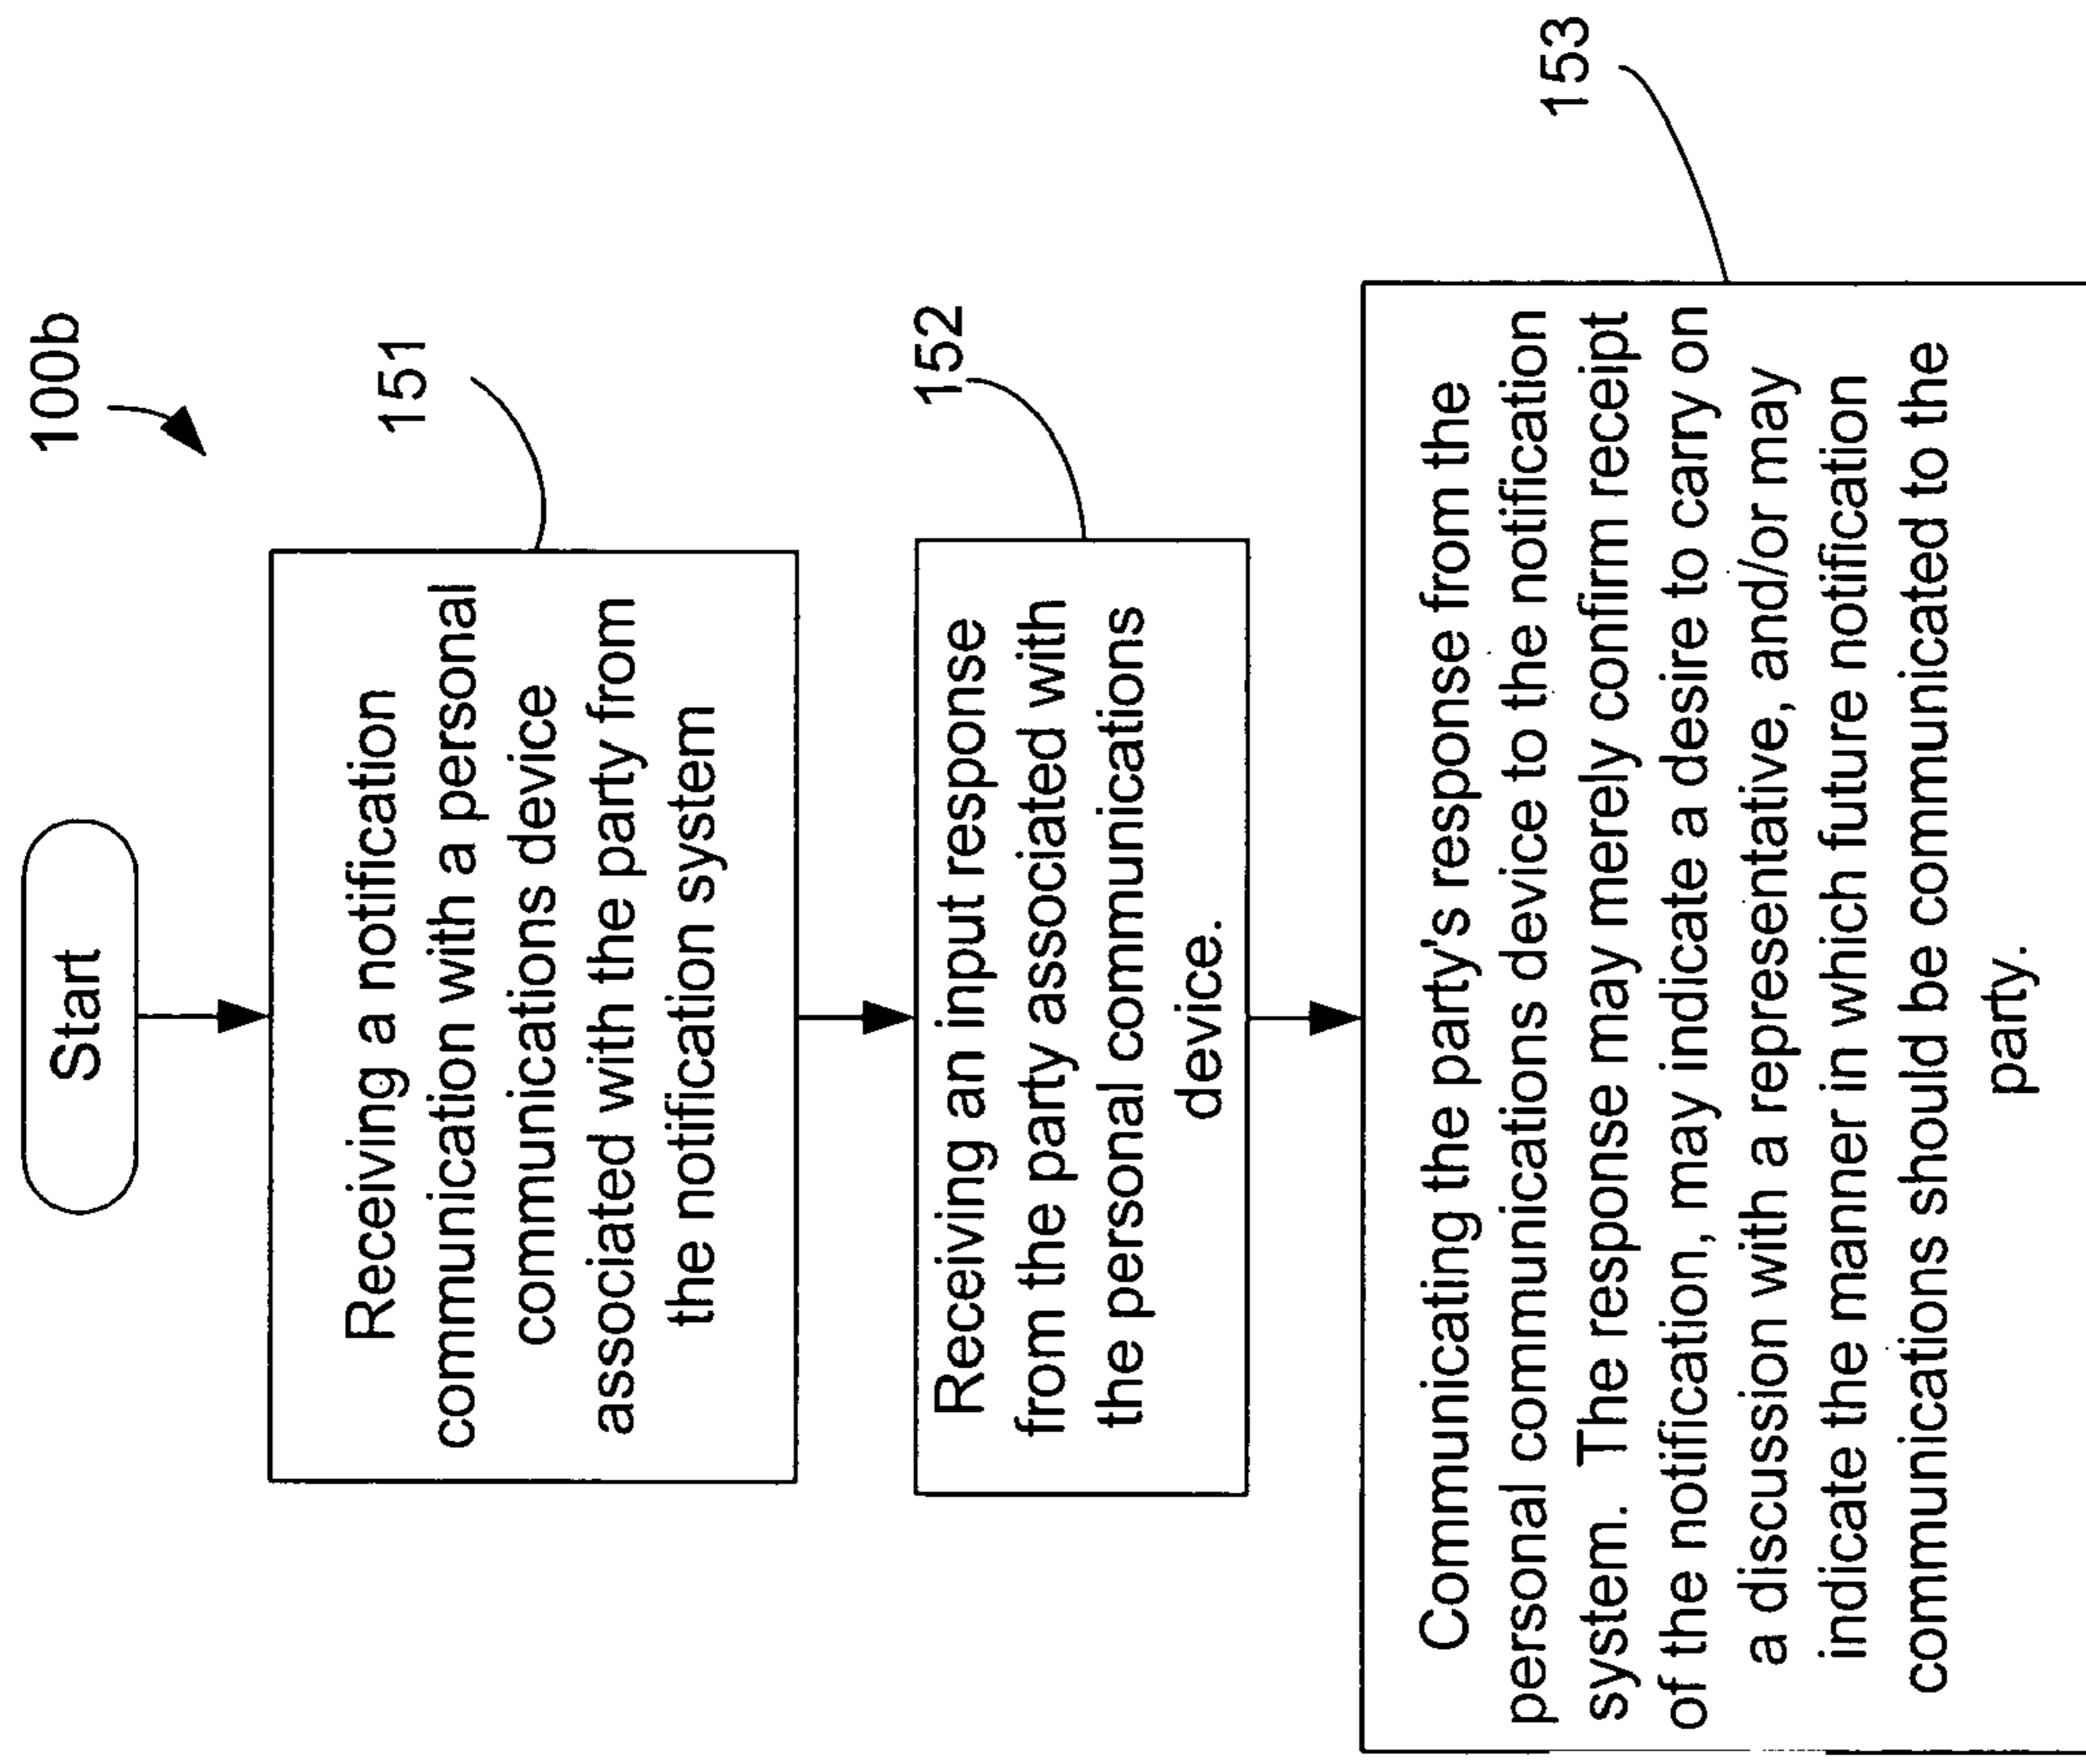 100b
Start
151
Receiving a notification
communication with a personal
communications device
associated with the party from
the notification system
152
Receiving an input response
from the party associated with
the personal communications
device.
153
Communicating the party's response from the
personal communications device to the notification
system.  The response may merely confirm receipt
of the notification, may indicate a desire to carry on
a discussion with a representative, and/or may
indicate the manner in which future notification
communications should be communicated to the
party.